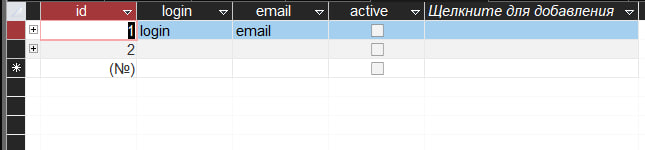 id login email active Щелкните для добавления
1 login email
2
(№)